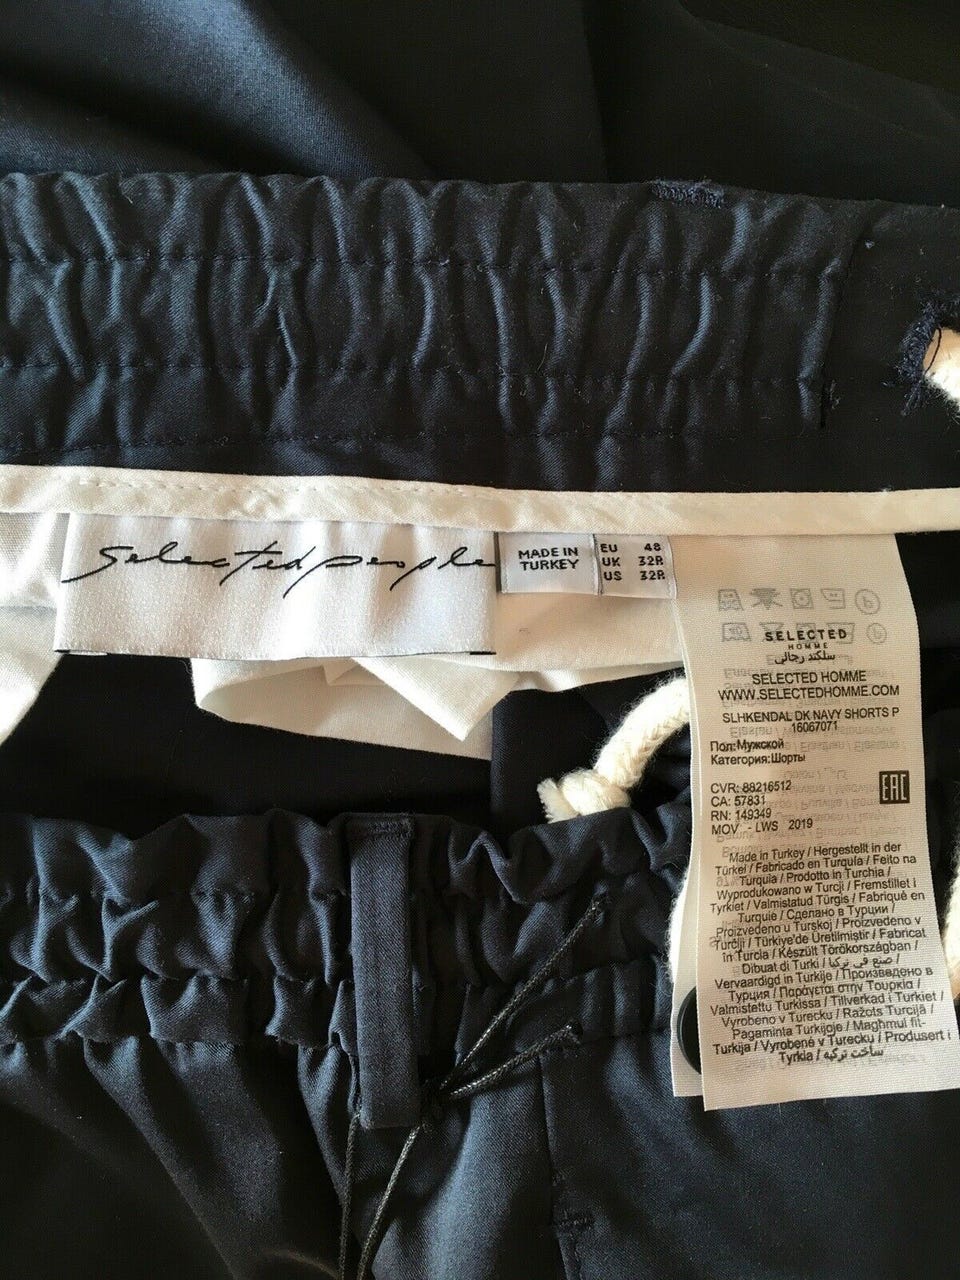 Selected people
MADE IN
TURKEY
EU 48
UK 32R
US 32R
SELECTED
HOMME
سلكتد رجالي
SELECTED HOMME
WWW.SELECTEDHOMME.COM
SLHKENDAL DK NAVY SHORTS P
16067071
Пол:Мужской
Категория:Шорты
EAC
CVR: 88216512
CA: 57831
RN: 149349
MOV - LWS 2019
Made in Turkey / Hergestellt in der
Türkei / Fabricado en Turquía / Feito na
Turquia / Prodotto in Turchia /
Wyprodukowano w Turcji / Fremstillet i
Tyrkiet / Valmistatud Türgis / Fabriqué en
Turquie / Сделано в Турции /
Proizvedeno u Turskoj / Proizvedeno v
Turčiji / Türkiye'de Üretilmiştir / Fabricat
în Turcia / Készült Törökországban /
Dibuat di Turki / صنع في تركيا /
Vervaardigd in Turkije / Произведено в
Турция / Παράγεται στην Τουρκία /
Valmistettu Turkissa / Tillverkad i Turkiet /
Vyrobeno v Turecku / Ražots Turcijā /
Pagaminta Turkijoje / Maghmul fit-
Turkija / Vyrobené v Turecku / Produsert i
Tyrkia / ساخت ترکیه